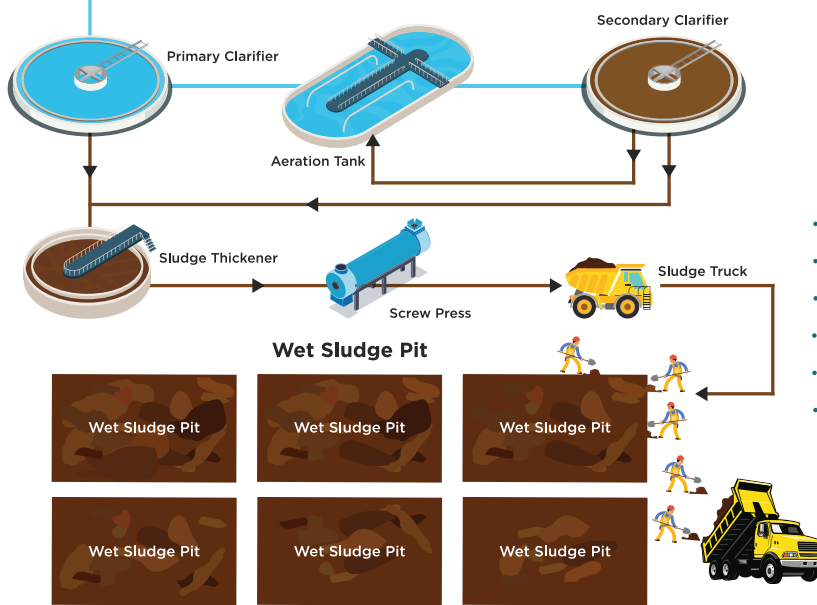 Secondary Clarifier
Primary Clarifier
Aeration Tank
Sludge Thickener
Sludge Truck
Screw Press
Wet Sludge Pit
Wet Sludge Pit
Wet Sludge Pit
Wet Sludge Pit
Wet Sludge Pit
Wet Sludge Pit
Wet Sludge Pit